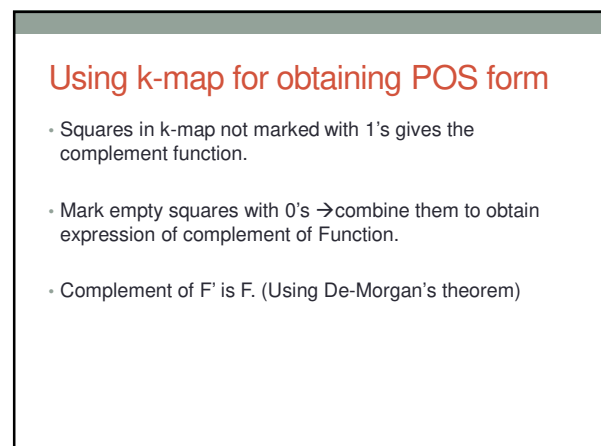 Using k-map for obtaining POS form
• Squares in k-map not marked with 1's gives the
complement function.
• Mark empty squares with 0's →combine them to obtain
expression of complement of Function.
• Complement of F' is F. (Using De-Morgan's theorem)